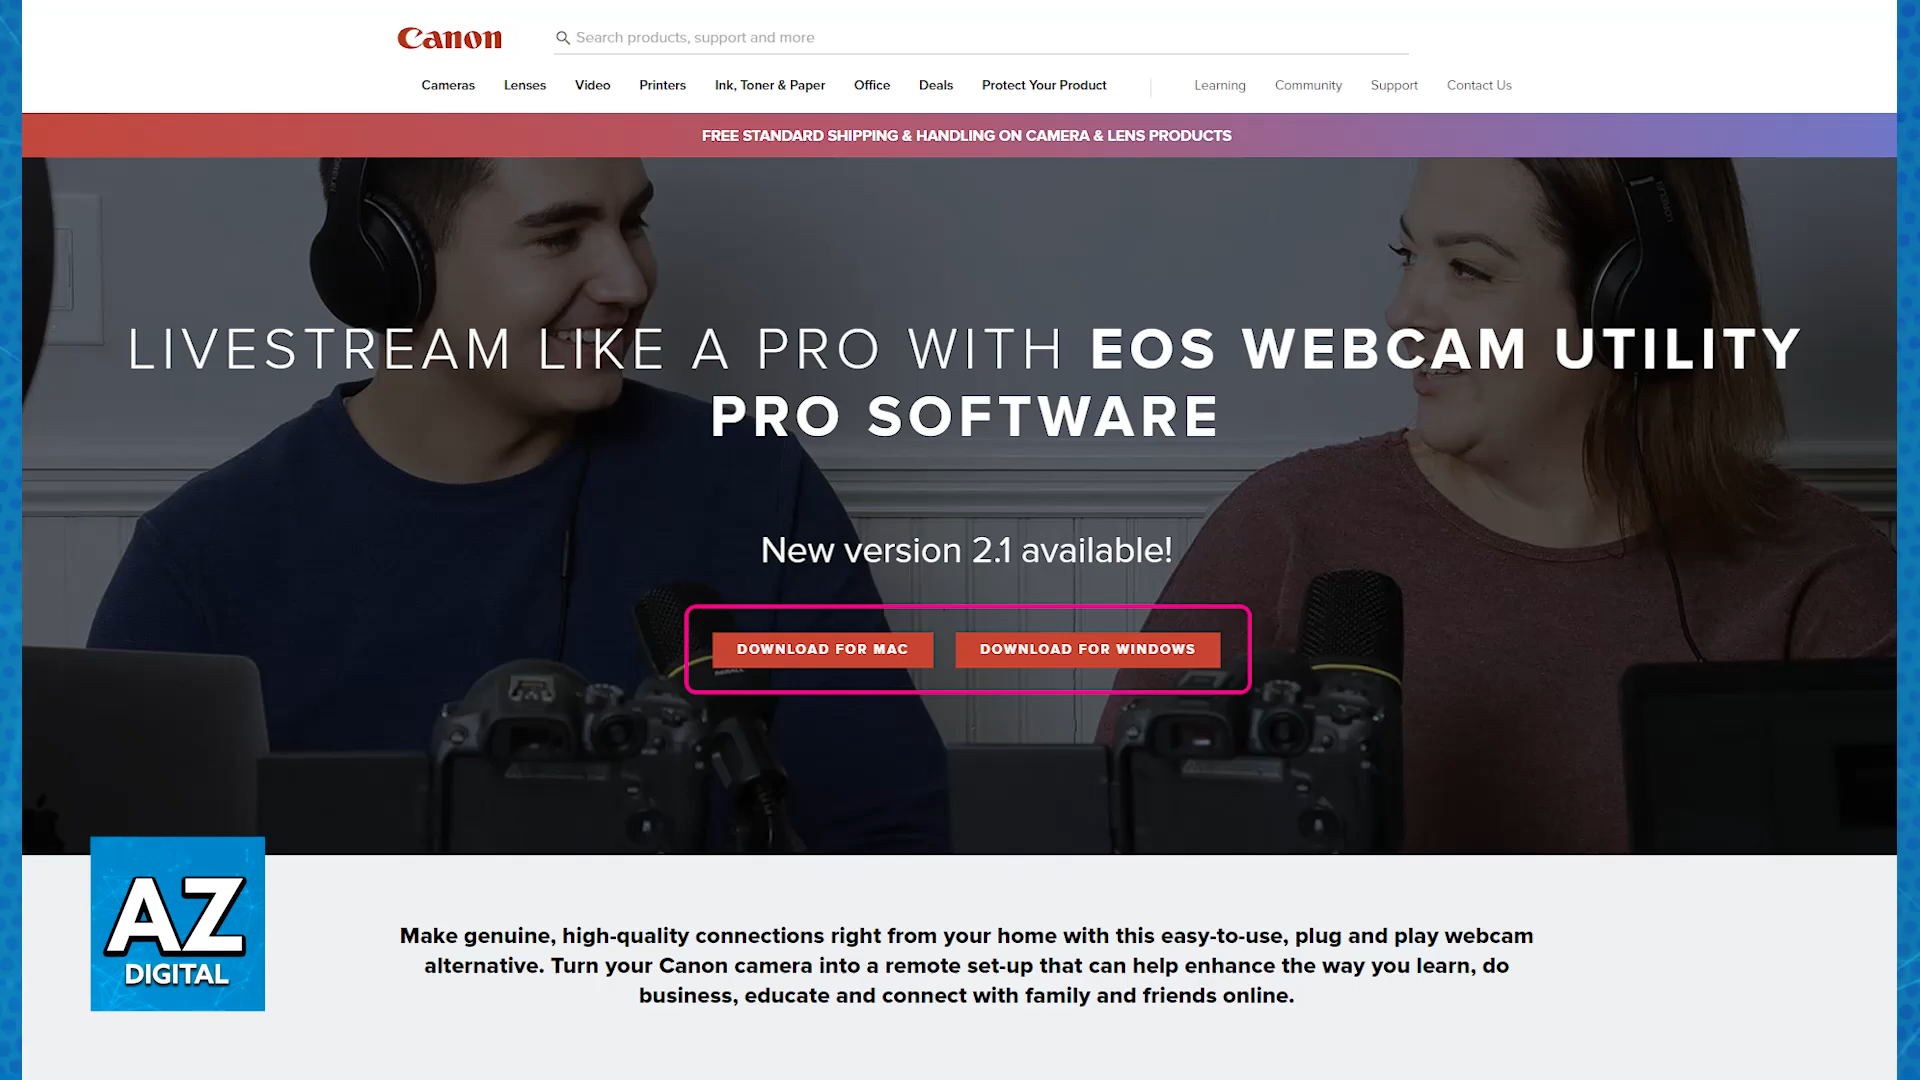 Canon
Search products, support and more
Cameras Lenses Video Printers Ink, Toner & Paper Office Deals Protect Your Product Learning Community Support Contact Us
FREE STANDARD SHIPPING & HANDLING ON CAMERA & LENS PRODUCTS
LIVESTREAM LIKE A PRO WITH EOS WEBCAM UTILITY
PRO SOFTWARE
New version 2.1 available!
DOWNLOAD FOR MAC DOWNLOAD FOR WINDOWS
AZ
DIGITAL
Make genuine, high-quality connections right from your home with this easy-to-use, plug and play webcam
alternative. Turn your Canon camera into a remote set-up that can help enhance the way you learn, do
business, educate and connect with family and friends online.